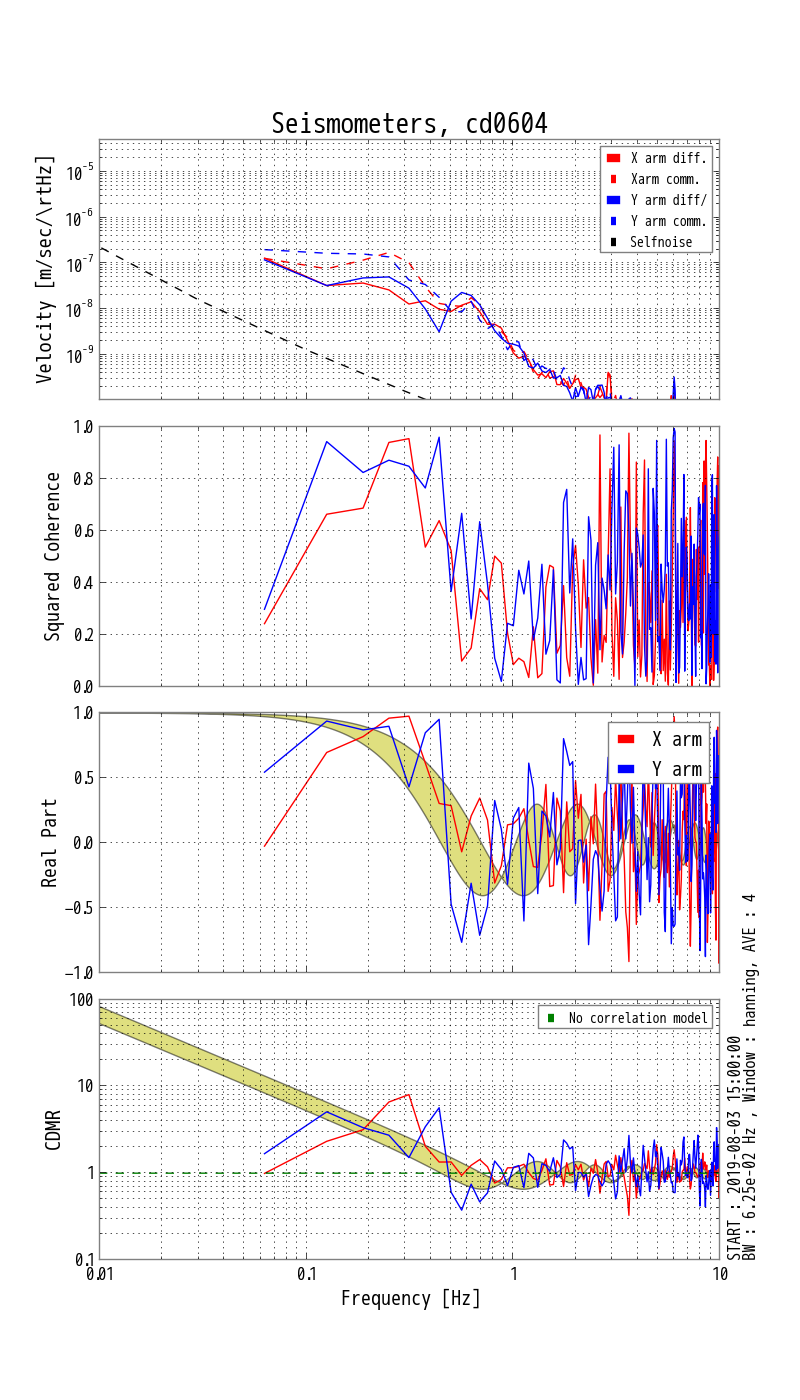 Seismometers, cd0604
Velocity [m/sec/\rtHz]
10^-5
10^-6
10^-7
10^-8
10^-9
X arm diff.
Xarm comm.
Y arm diff/
Y arm comm.
Selfnoise
Squared Coherence
1.0
0.8
0.6
0.4
0.2
0.0
Real Part
1.0
0.5
0.0
−0.5
−1.0
X arm
Y arm
CDMR
100
10
1
0.1
No correlation model
0.01
0.1
1
10
Frequency [Hz]
START : 2019-08-03 15:00:00
BW : 6.25e-02 Hz , Window : hanning, AVE : 4